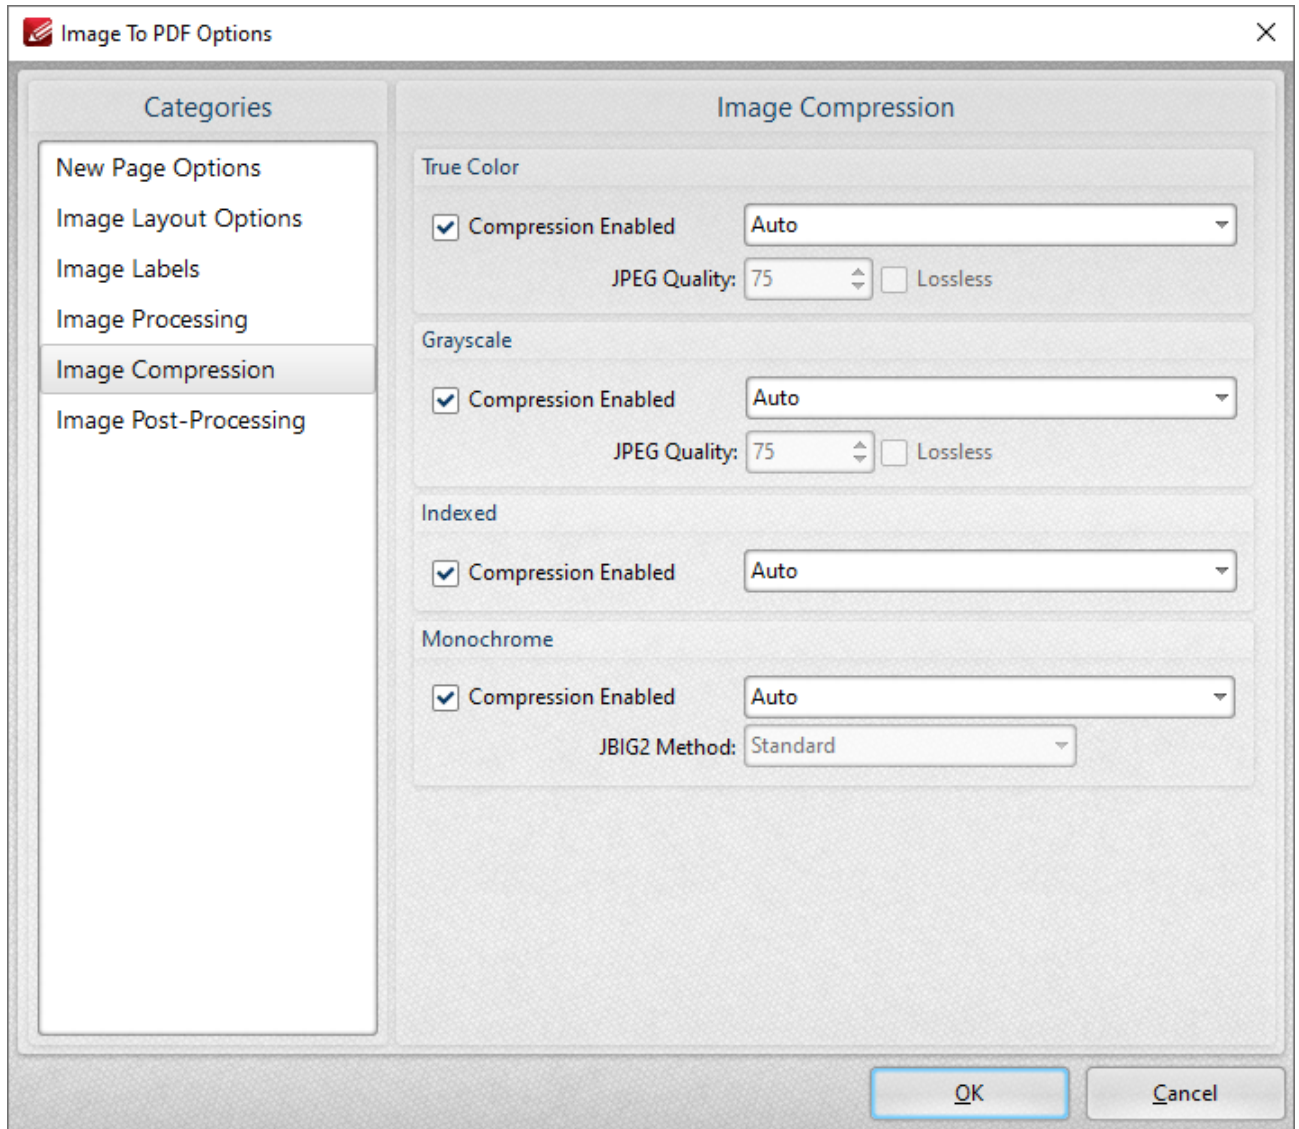 Image To PDF Options
Categories
New Page Options
Image Layout Options
Image Labels
Image Processing
Image Compression
Image Post-Processing
Image Compression
True Color
Compression Enabled Auto
JPEG Quality: 75 Lossless
Grayscale
Compression Enabled Auto
JPEG Quality: 75 Lossless
Indexed
Compression Enabled Auto
Monochrome
Compression Enabled Auto
JBIG2 Method: Standard
OK Cancel